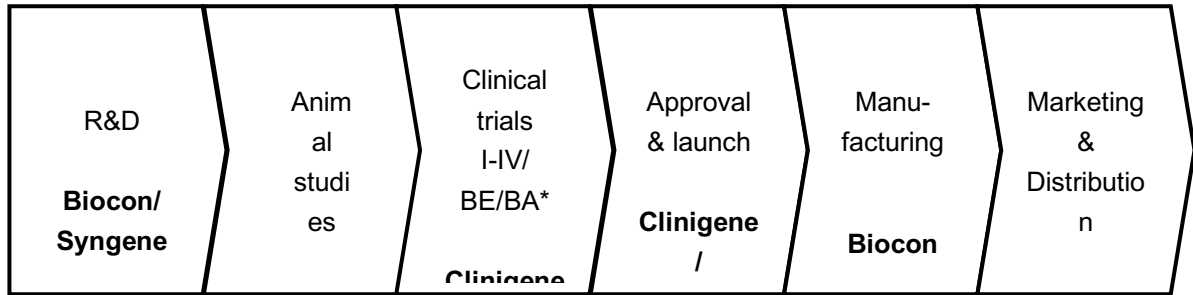 R&D
Biocon/
Syngene
Anim
al
studi
es
Clinical
trials
I-IV/
BE/BA*
Clinigene
Approval
& launch
Clinigene
/
Manu-
facturing
Biocon
Marketing
&
Distributio
n